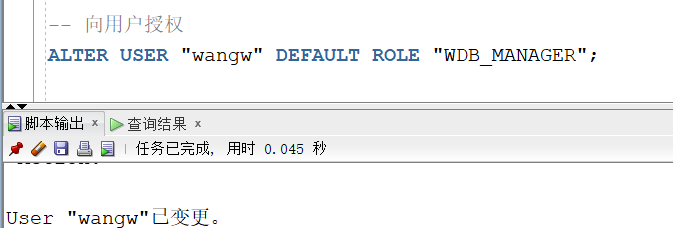 -- 向用户授权
ALTER USER "wangw" DEFAULT ROLE "WDB_MANAGER";
脚本输出 x 查询结果 x
任务已完成, 用时 0.045 秒
User "wangw"已变更。